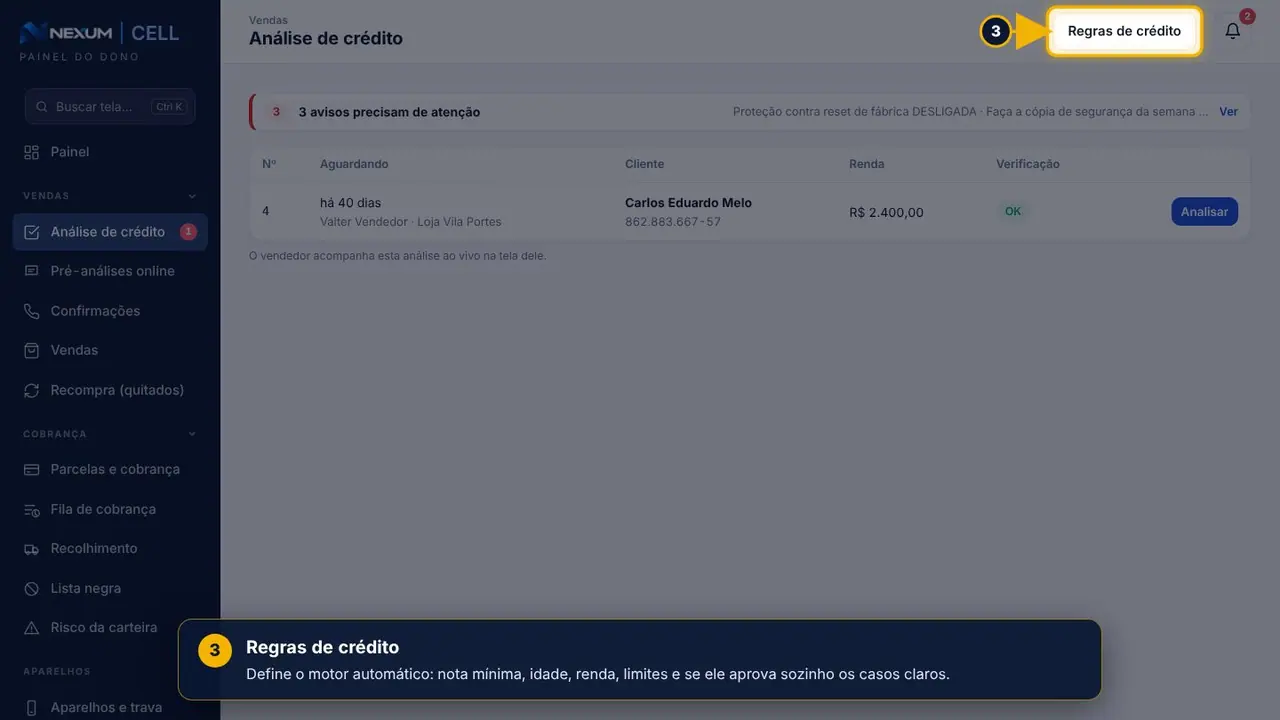 NEXUM | CELL
PAINEL DO DONO
Buscar tela... Ctrl K
Painel
VENDAS
Análise de crédito 1
Pré-análises online
Confirmações
Vendas
Recompra (quitados)
COBRANÇA
Parcelas e cobrança
Fila de cobrança
Recolhimento
Lista negra
Risco da carteira
APARELHOS
Aparelhos e trava
Vendas
Análise de crédito
3
Regras de crédito
2
3 3 avisos precisam de atenção Proteção contra reset de fábrica DESLIGADA · Faça a cópia de segurança da semana ... Ver
Nº Aguardando Cliente Renda Verificação
4 há 40 dias Carlos Eduardo Melo R$ 2.400,00 OK Analisar
Valter Vendedor · Loja Vila Portes 862.883.667-57
O vendedor acompanha esta análise ao vivo na tela dele.
3 Regras de crédito
Define o motor automático: nota mínima, idade, renda, limites e se ele aprova sozinho os casos claros.